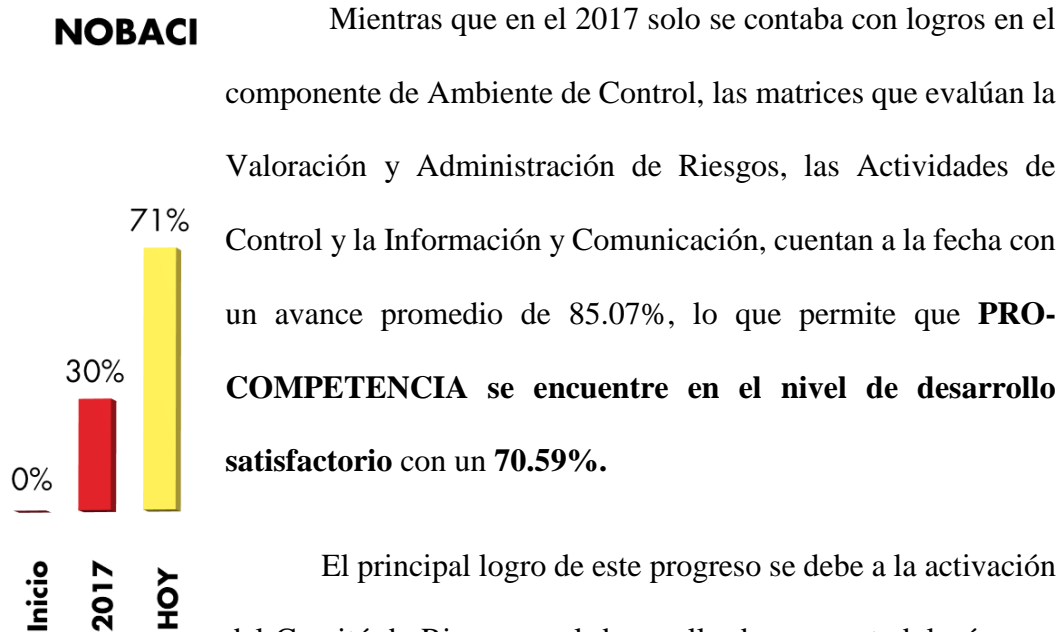 NOBACI
71%
30%
0%
Inicio
2017
HOY
Mientras que en el 2017 solo se contaba con logros en el
componente de Ambiente de Control, las matrices que evalúan la
Valoración y Administración de Riesgos, las Actividades de
Control y la Información y Comunicación, cuentan a la fecha con
un avance promedio de 85.07%, lo que permite que PRO-
COMPETENCIA se encuentre en el nivel de desarrollo
satisfactorio con un 70.59%.
El principal logro de este progreso se debe a la activación